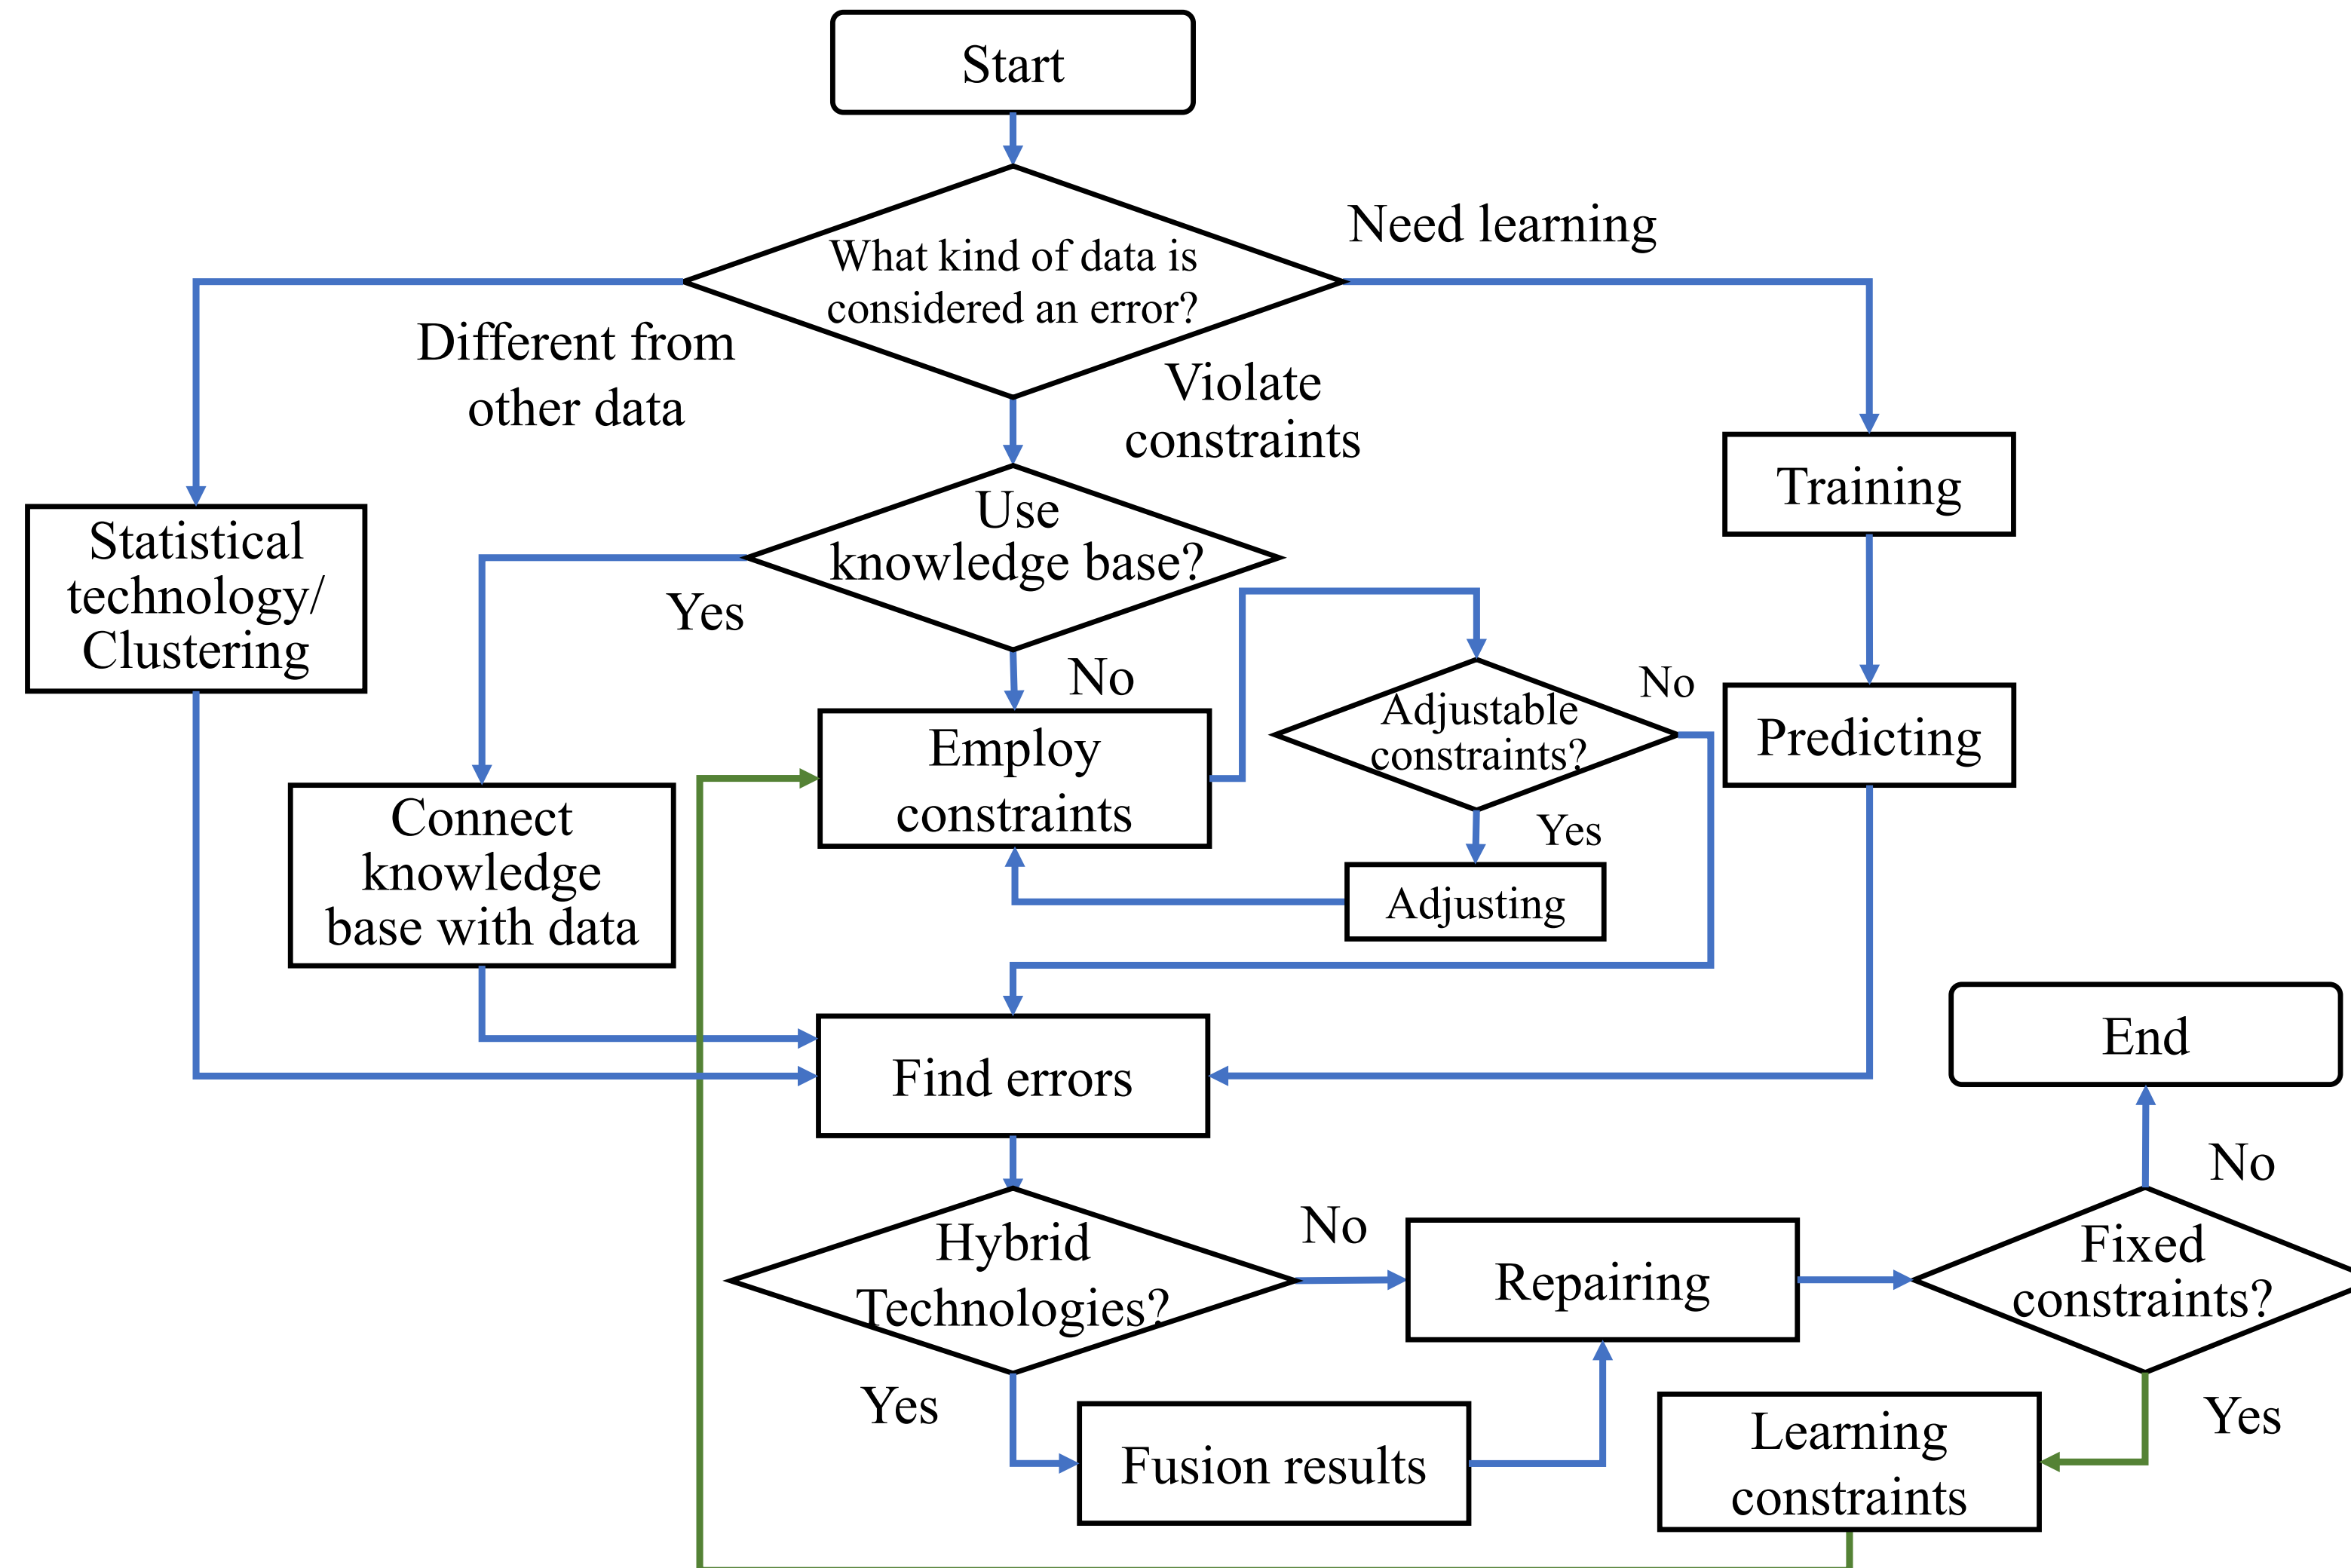 Start
What kind of data is
considered an error?
Need learning
Different from
other data
Violate
constraints
Training
Statistical
technology/
Clustering
Use
knowledge base?
Yes
No
Adjustable
constraints?
No
Employ
constraints
Predicting
Connect
knowledge
base with data
Yes
Adjusting
End
Find errors
No
Hybrid
Technologies?
No
Repairing
Fixed
constraints?
Yes
Fusion results
Learning
constraints
Yes